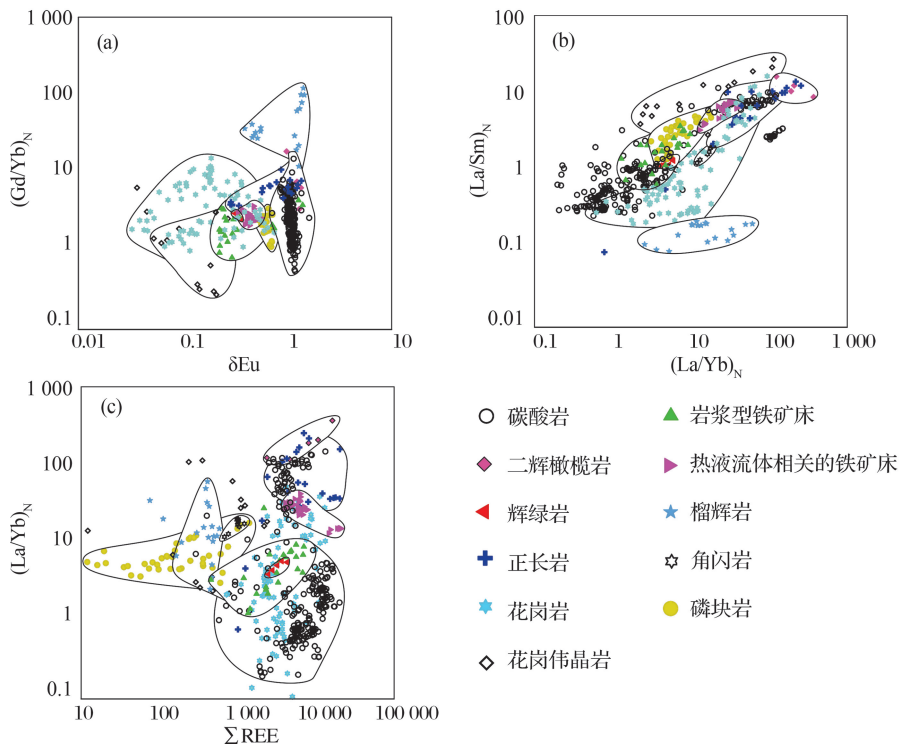 1 000
(a)
100
10
1
0.1
(Gd/Yb)N
0.01
0.1
1
10
δEu
100
(b)
10
1
0.1
0.01
(La/Sm)N
0.1
1
10
100
1 000
(La/Yb)N
1 000
(c)
100
10
1
0.1
(La/Yb)N
10
100
1 000
10 000
100 000
∑REE
碳酸岩
二辉橄榄岩
辉绿岩
正长岩
花岗岩
花岗伟晶岩
岩浆型铁矿床
热液流体相关的铁矿床
榴辉岩
角闪岩
磷块岩